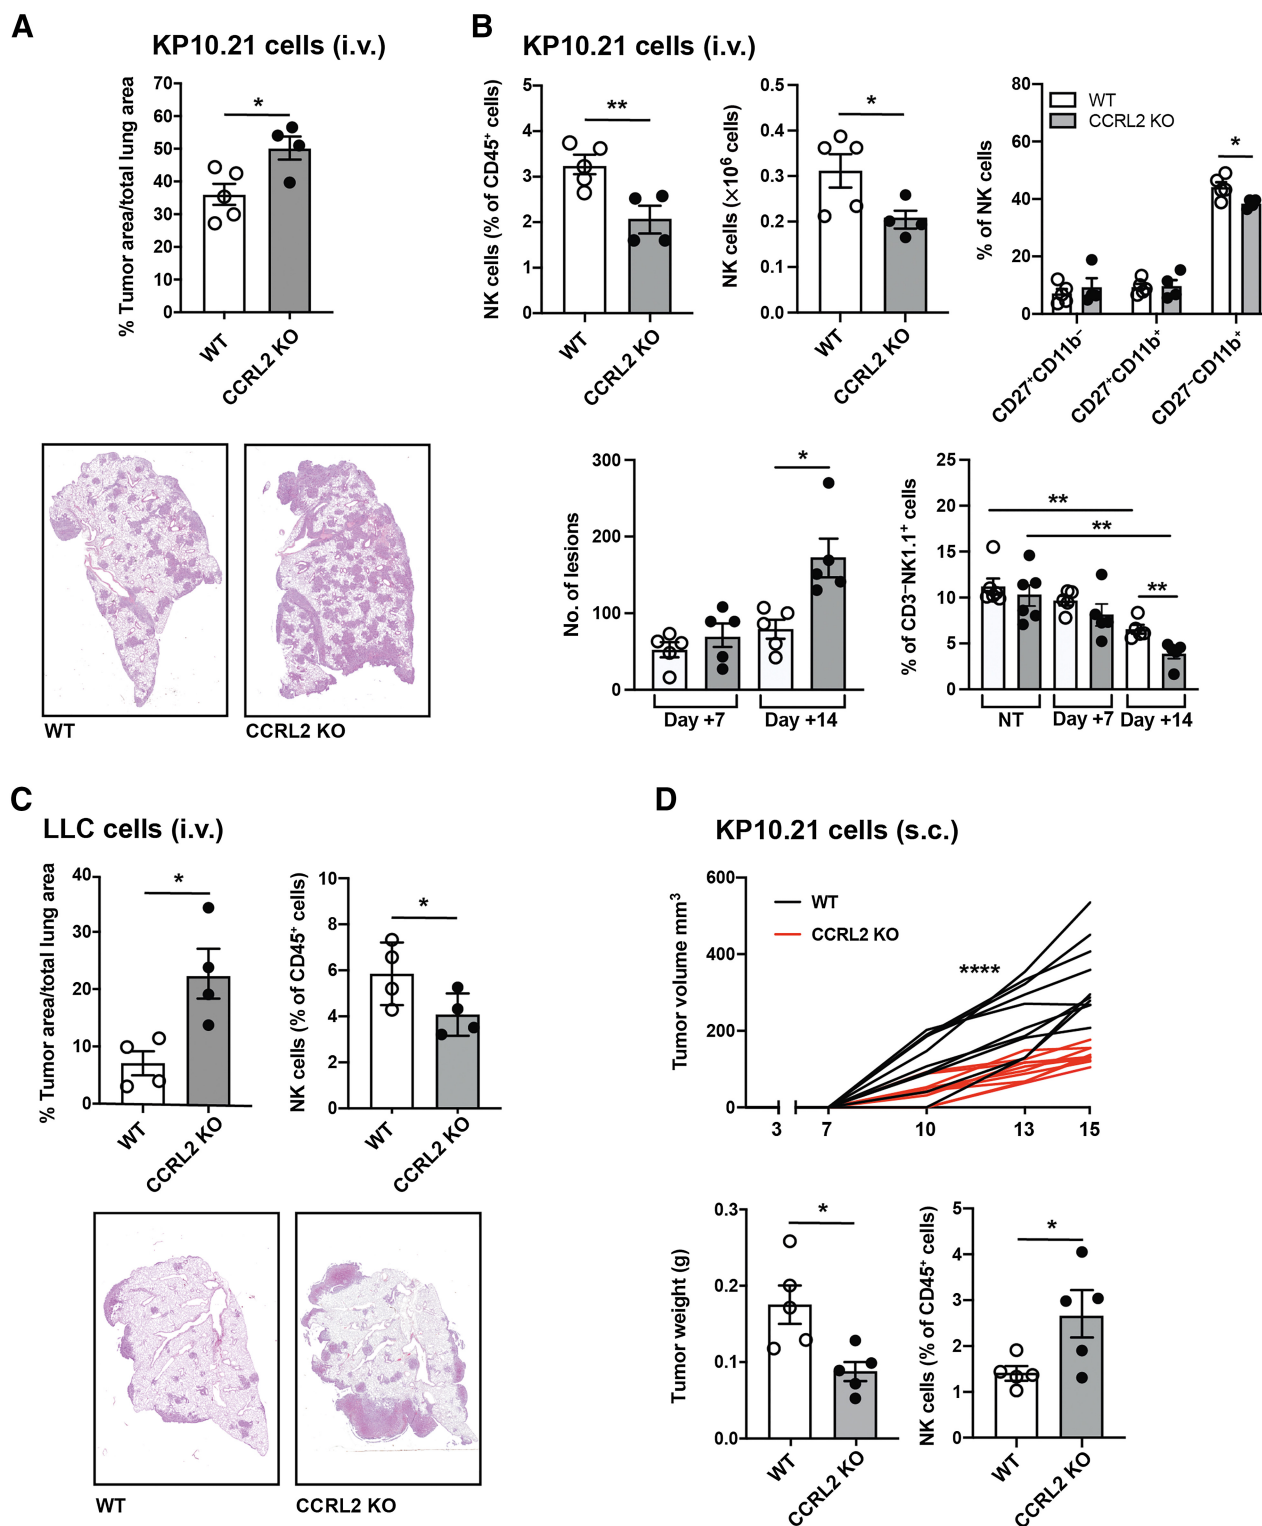 A
KP10.21 cells (i.v.)
% Tumor area/total lung area
70
60
50
40
30
20
10
0
*
WT
CCRL2 KO
WT
CCRL2 KO
B
KP10.21 cells (i.v.)
NK cells (% of CD45⁺ cells)
5
4
3
2
1
0
**
WT
CCRL2 KO
NK cells (×10⁶ cells)
0.5
0.4
0.3
0.2
0.1
0.0
*
WT
CCRL2 KO
% of NK cells
80
60
40
20
0
WT
CCRL2 KO
*
CD27⁺CD11b⁻
CD27⁺CD11b⁺
CD27⁻CD11b⁺
No. of lesions
300
200
100
0
*
Day +7
Day +14
% of CD3⁻NK1.1⁺ cells
25
20
15
10
5
0
**
**
**
NT
Day +7
Day +14
C
LLC cells (i.v.)
% Tumor area/total lung area
40
30
20
10
0
*
WT
CCRL2 KO
NK cells (% of CD45⁺ cells)
10
8
6
4
2
0
*
WT
CCRL2 KO
WT
CCRL2 KO
D
KP10.21 cells (s.c.)
Tumor volume mm³
600
400
200
0
WT
CCRL2 KO
****
3
7
10
13
15
Tumor weight (g)
0.3
0.2
0.1
0.0
*
WT
CCRL2 KO
NK cells (% of CD45⁺ cells)
5
4
3
2
1
0
*
WT
CCRL2 KO